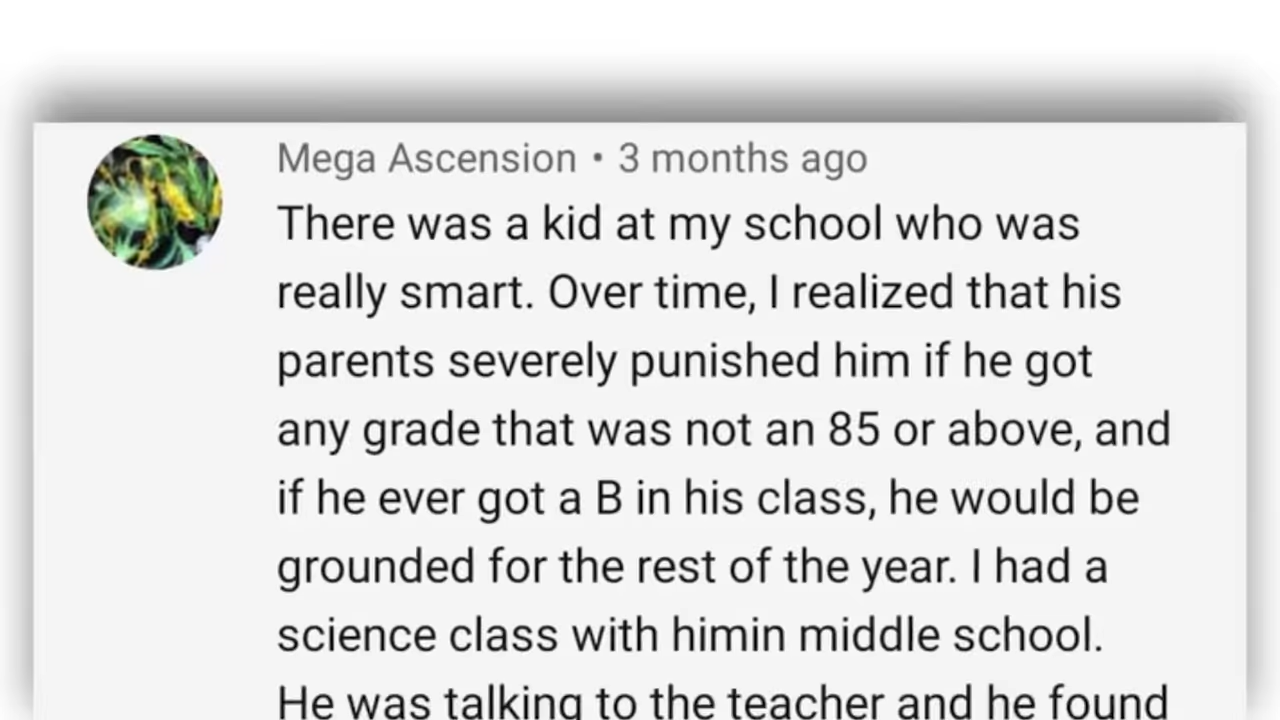 Mega Ascension • 3 months ago
There was a kid at my school who was
really smart. Over time, I realized that his
parents severely punished him if he got
any grade that was not an 85 or above, and
if he ever got a B in his class, he would be
grounded for the rest of the year. I had a
science class with himin middle school.
He was talking to the teacher and he found